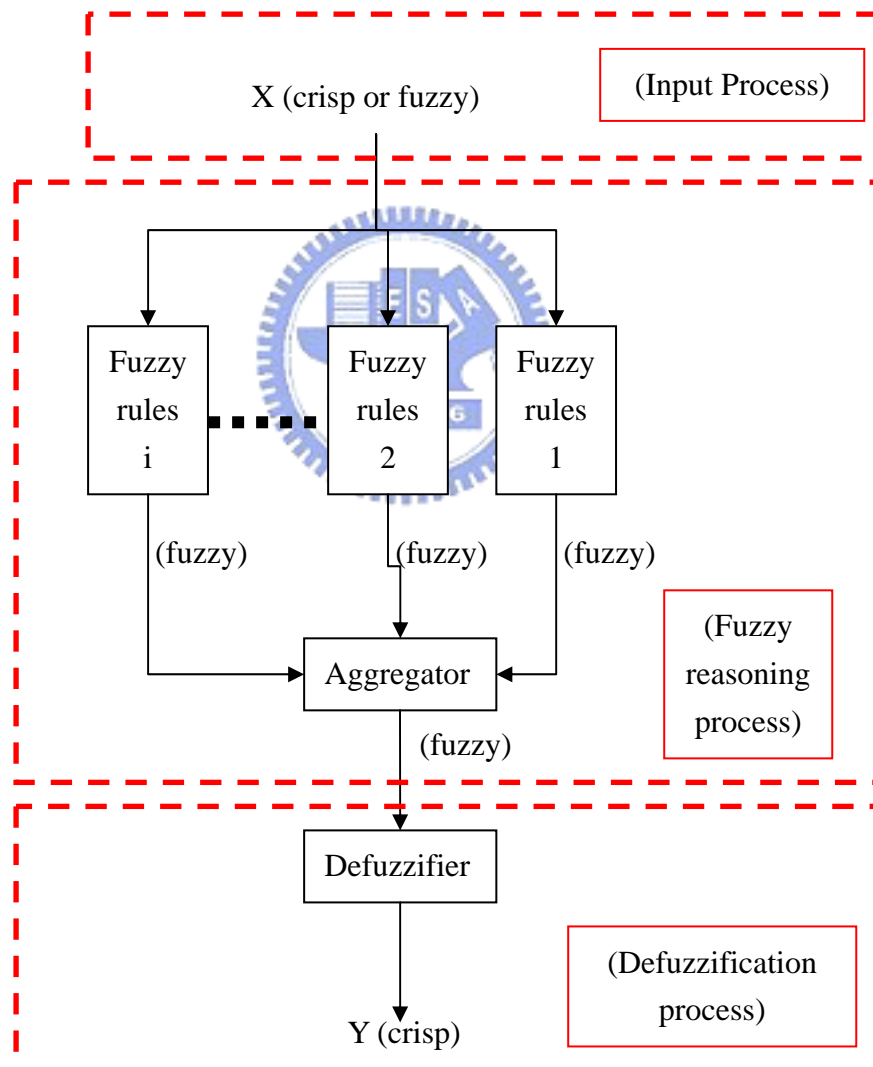 (Input Process)
X (crisp or fuzzy)
E S A
Fuzzy
rules
i
Fuzzy
rules
2
Fuzzy
rules
1
6
(fuzzy)
(fuzzy)
(fuzzy)
(Fuzzy
reasoning
process)
Aggregator
(fuzzy)
Defuzzifier
(Defuzzification
process)
Y (crisp)